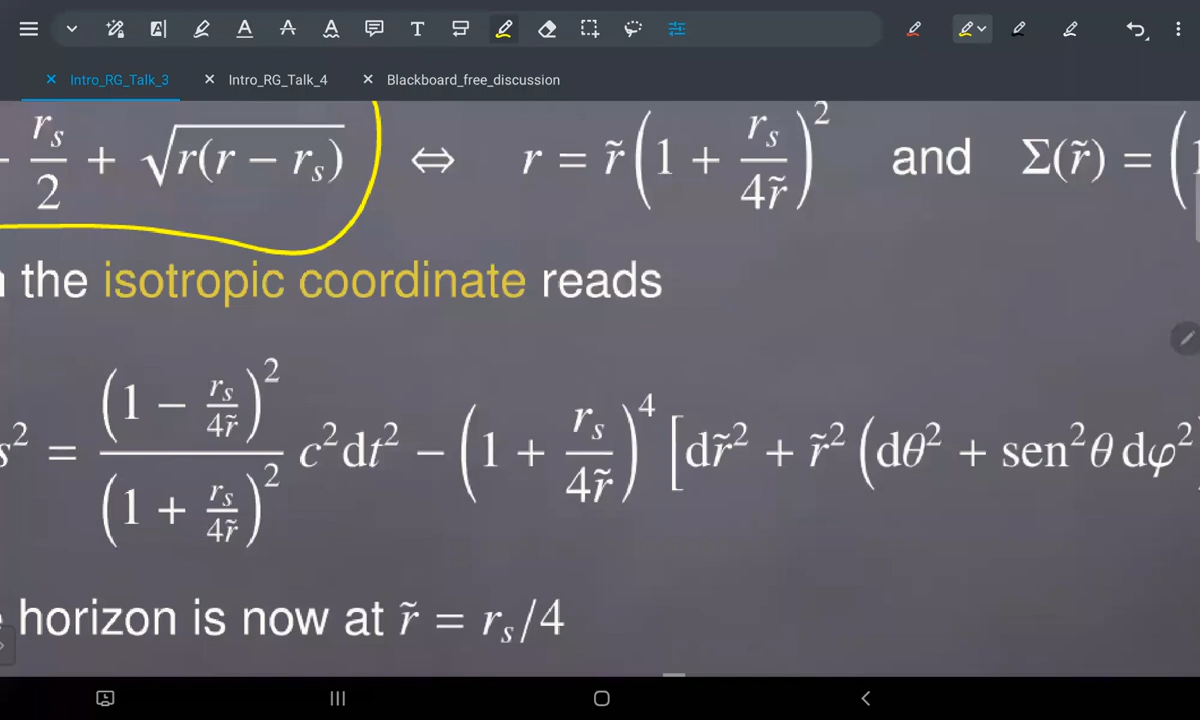 Intro_RG_Talk_3 Intro_RG_Talk_4 Blackboard_free_discussion
r_s/2 + √(r(r − r_s)) ⇔ r = r̃(1 + r_s/4r̃)² and Σ(r̃) = (1
the isotropic coordinate reads
s² = (1 − r_s/4r̃)²/(1 + r_s/4r̃)² c²dt² − (1 + r_s/4r̃)⁴ [dr̃² + r̃² (dθ² + sen²θ dφ²
horizon is now at r̃ = r_s/4